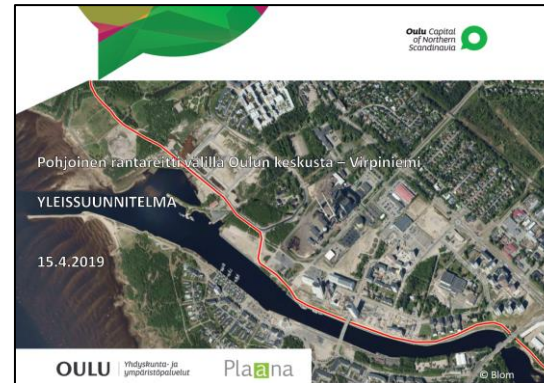 Oulu Capital
of Northern
Scandinavia
Pohjoinen rantareitti välillä Oulun keskusta – Virpiniemi
YLEISSUUNNITELMA
15.4.2019
OULU
Yhdyskunta- ja
ympäristöpalvelut
Plaana
© Blom